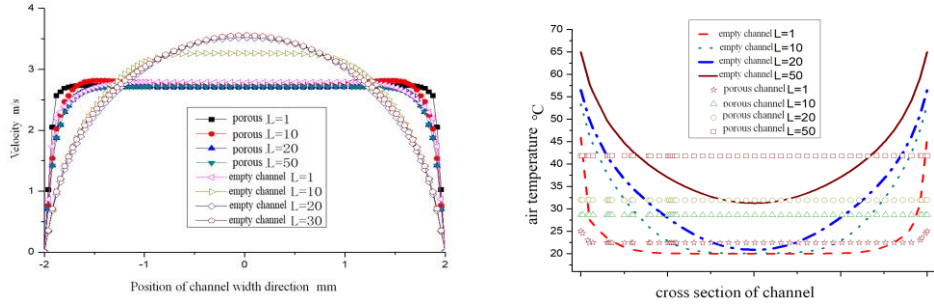 4
3
2
1
0
Velocity m/s
porous L=1
porous L=10
porous L=20
porous L=50
empty channel L=1
empty channel L=10
empty channel L=20
empty channel L=30
-2
-1
0
1
2
Position of channel width direction mm
70
65
60
55
50
45
40
35
30
25
20
air temperature °C
empty channel L=1
empty channel L=10
empty channel L=20
empty channel L=50
porous channel L=1
porous channel L=10
porous channel L=20
porous channel L=50
cross section of channel